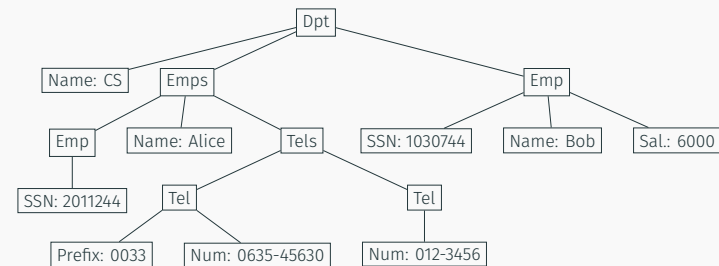 Dpt
Name: CS
Emps
Emp
Emp
Name: Alice
Tels
SSN: 1030744
Name: Bob
Sal.: 6000
SSN: 2011244
Tel
Tel
Prefix: 0033
Num: 0635-45630
Num: 012-3456